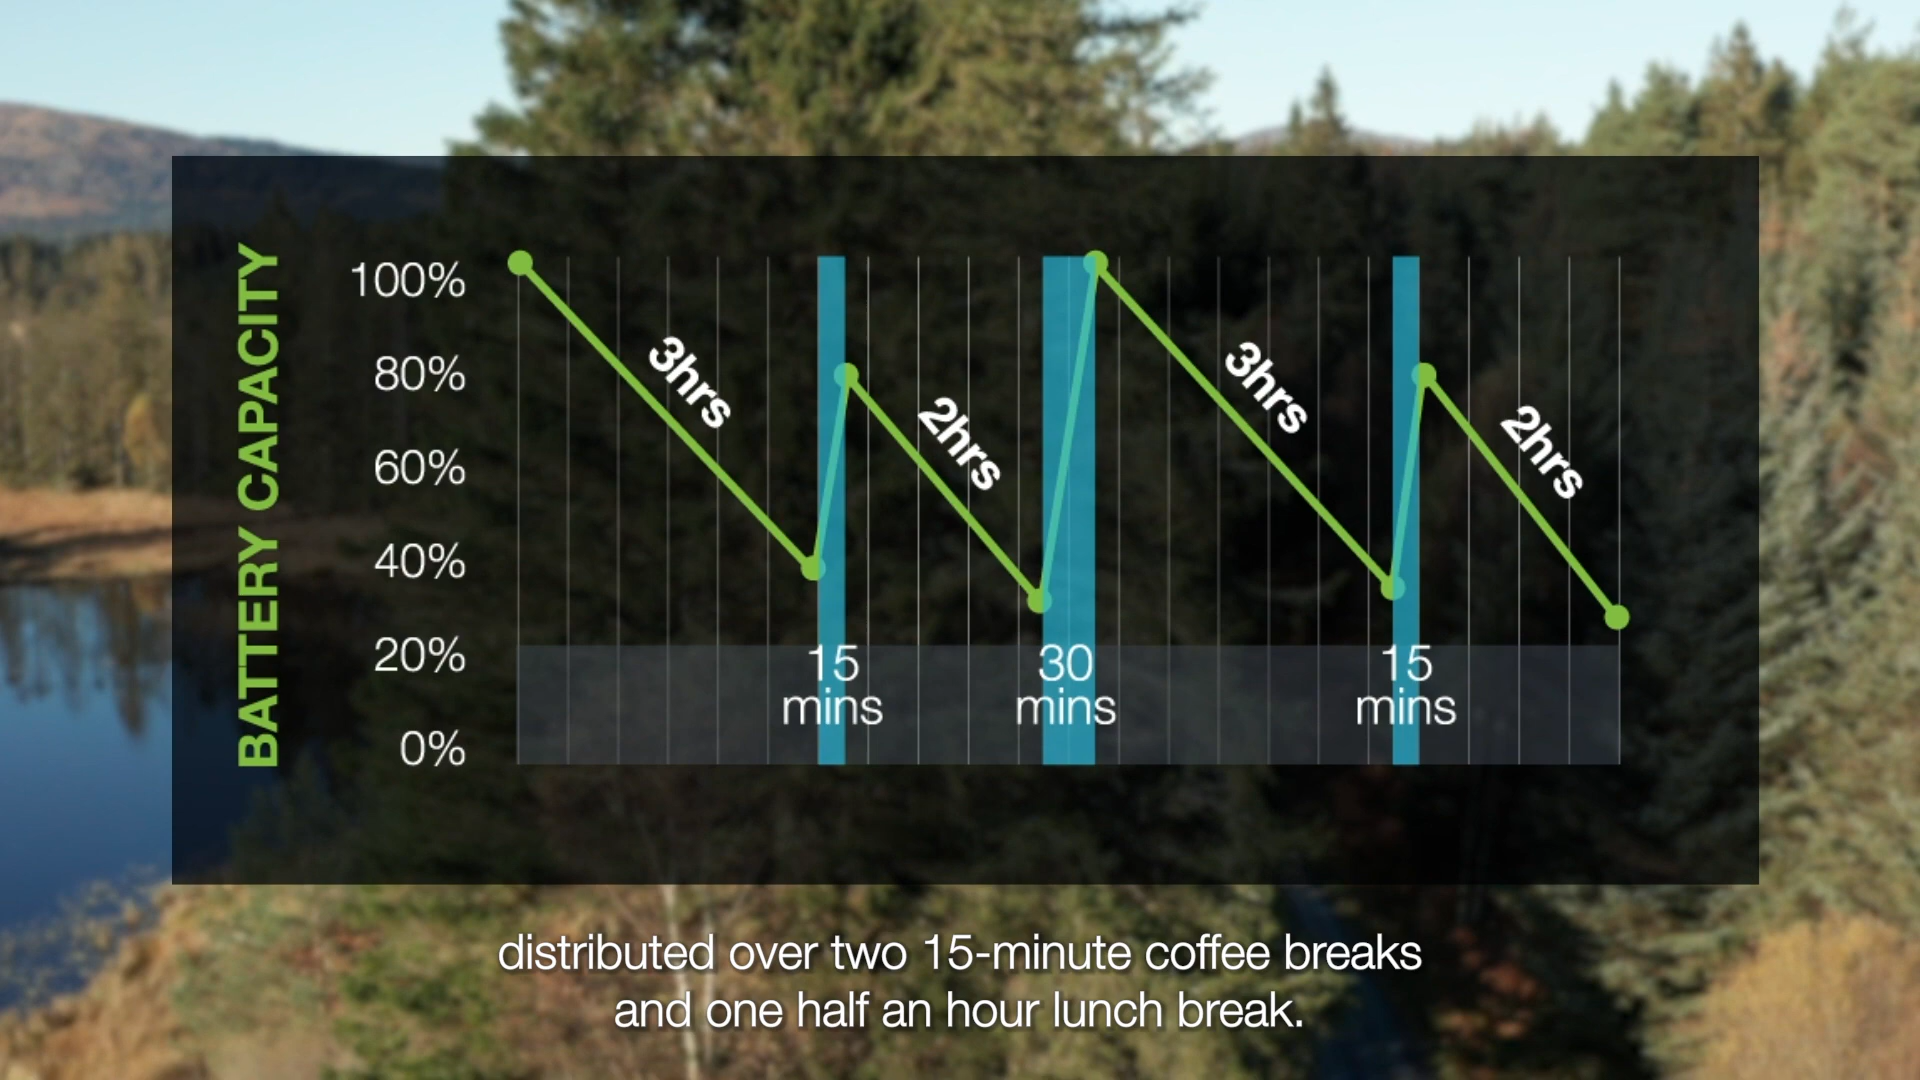 BATTERY CAPACITY
100%
80%
60%
40%
20%
0%
3hrs
2hrs
3hrs
2hrs
15
mins
30
mins
15
mins
distributed over two 15-minute coffee breaks
and one half an hour lunch break.